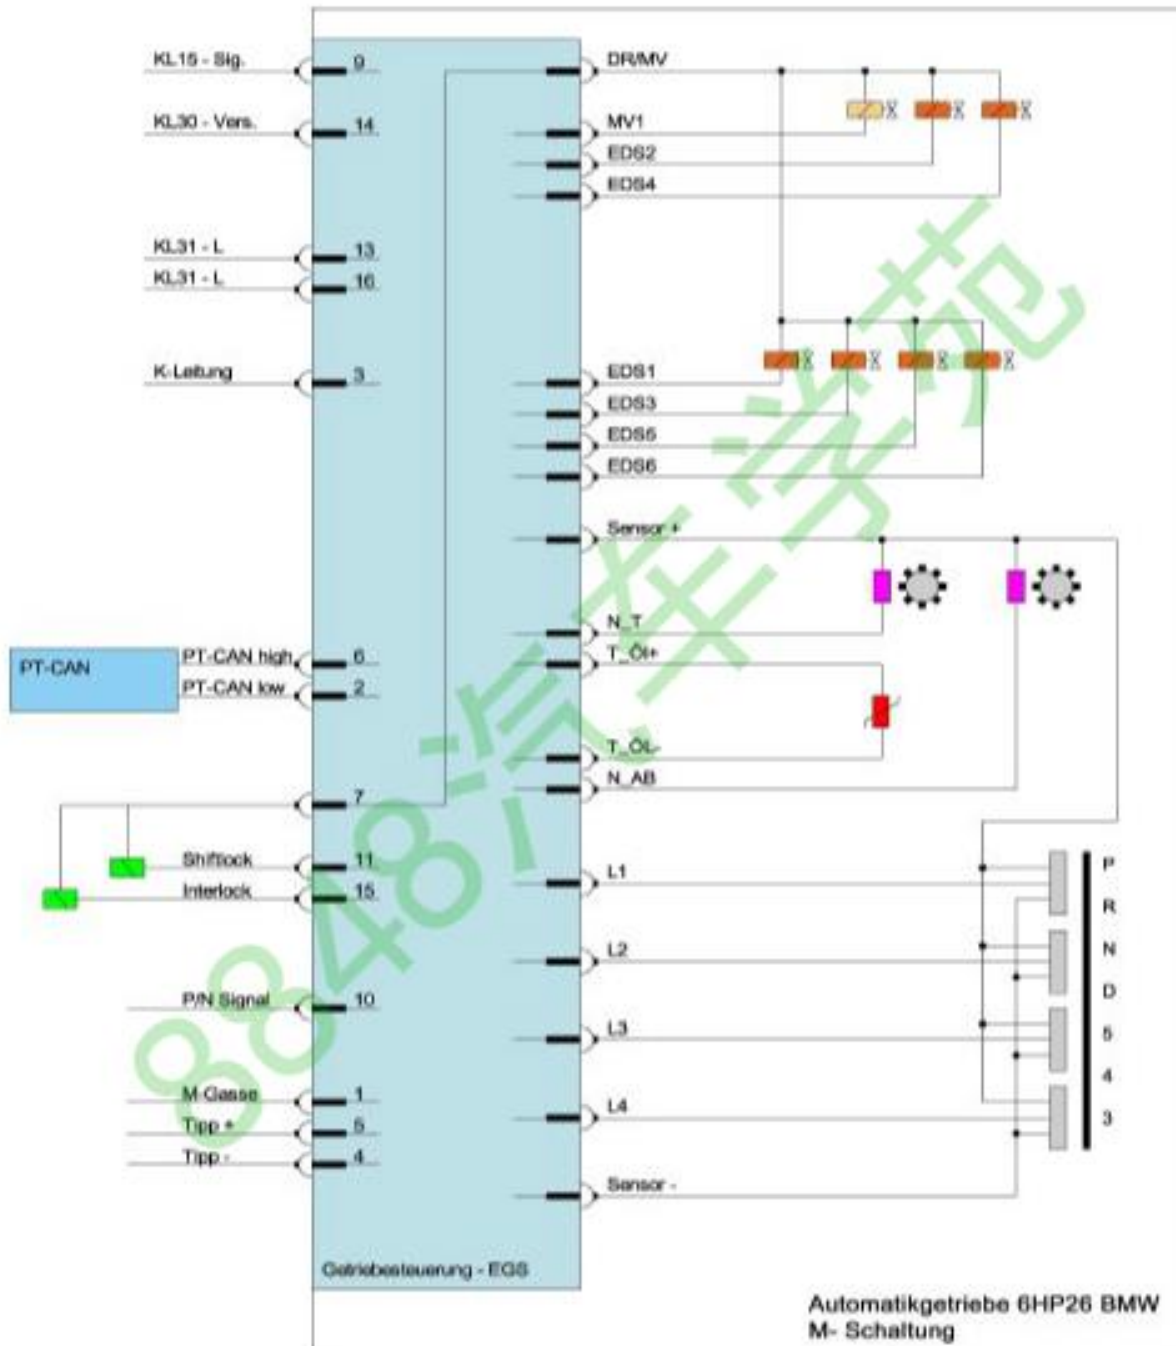 KL15 - Sig.
9
DR/MV
KL30 - Vers.
14
MV1
EDS2
EDS4
KL31 - L
13
KL31 - L
16
K-Leitung
3
EDS1
EDS3
EDS5
EDS6
Sensor +
N_T
PT-CAN
PT-CAN high
6
T_Öl+
PT-CAN low
2
T_ÖL-
N_AB
7
Shiftlock
11
Interlock
15
L1
P
R
L2
N
D
P/N Signal
10
L3
5
4
M-Gasse
1
L4
3
Tipp +
5
Tipp -
4
Sensor -
Getriebesteuerung - EGS
Automatikgetriebe 6HP26 BMW
M- Schaltung
8848汽车学苑